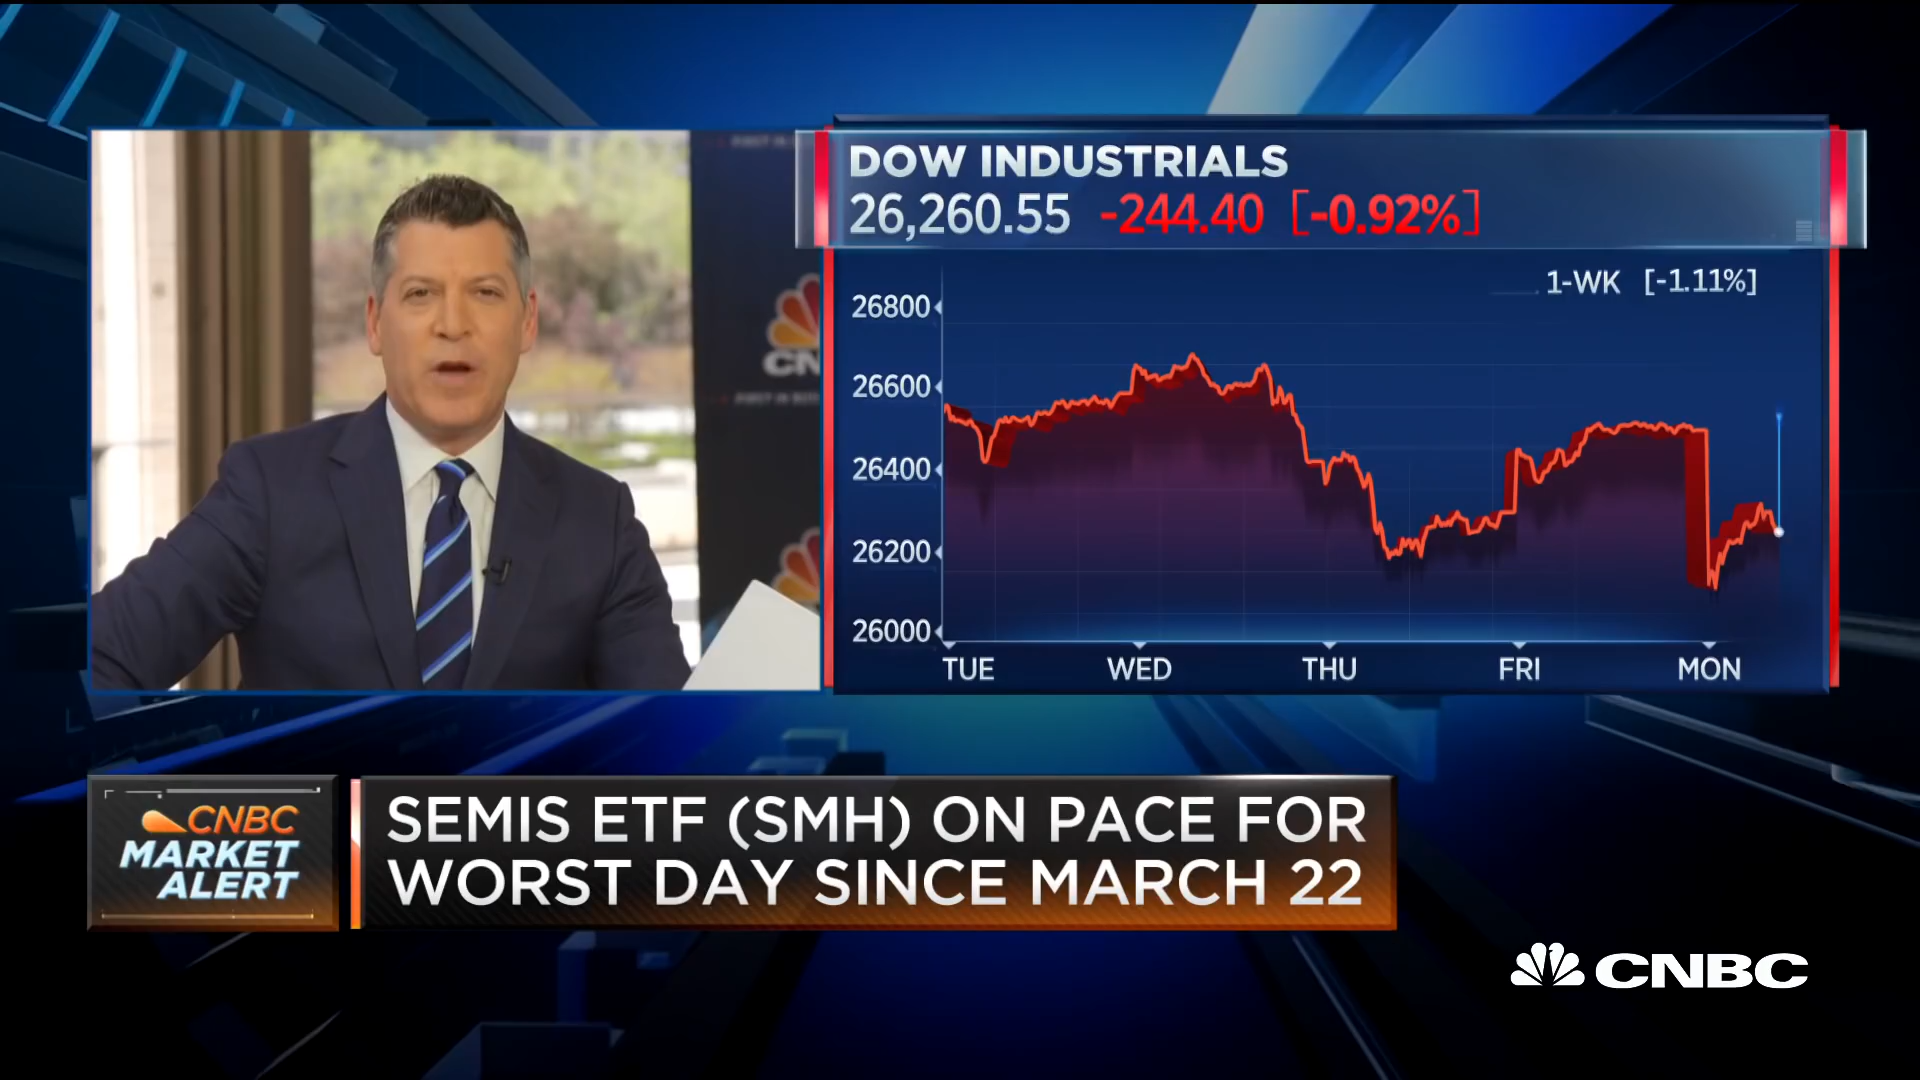 DOW INDUSTRIALS
26,260.55 -244.40 [-0.92%]
1-WK [-1.11%]
26800
26600
26400
26200
26000
TUE WED THU FRI MON
CN
CNBC
MARKET
ALERT
SEMIS ETF (SMH) ON PACE FOR
WORST DAY SINCE MARCH 22
CNBC